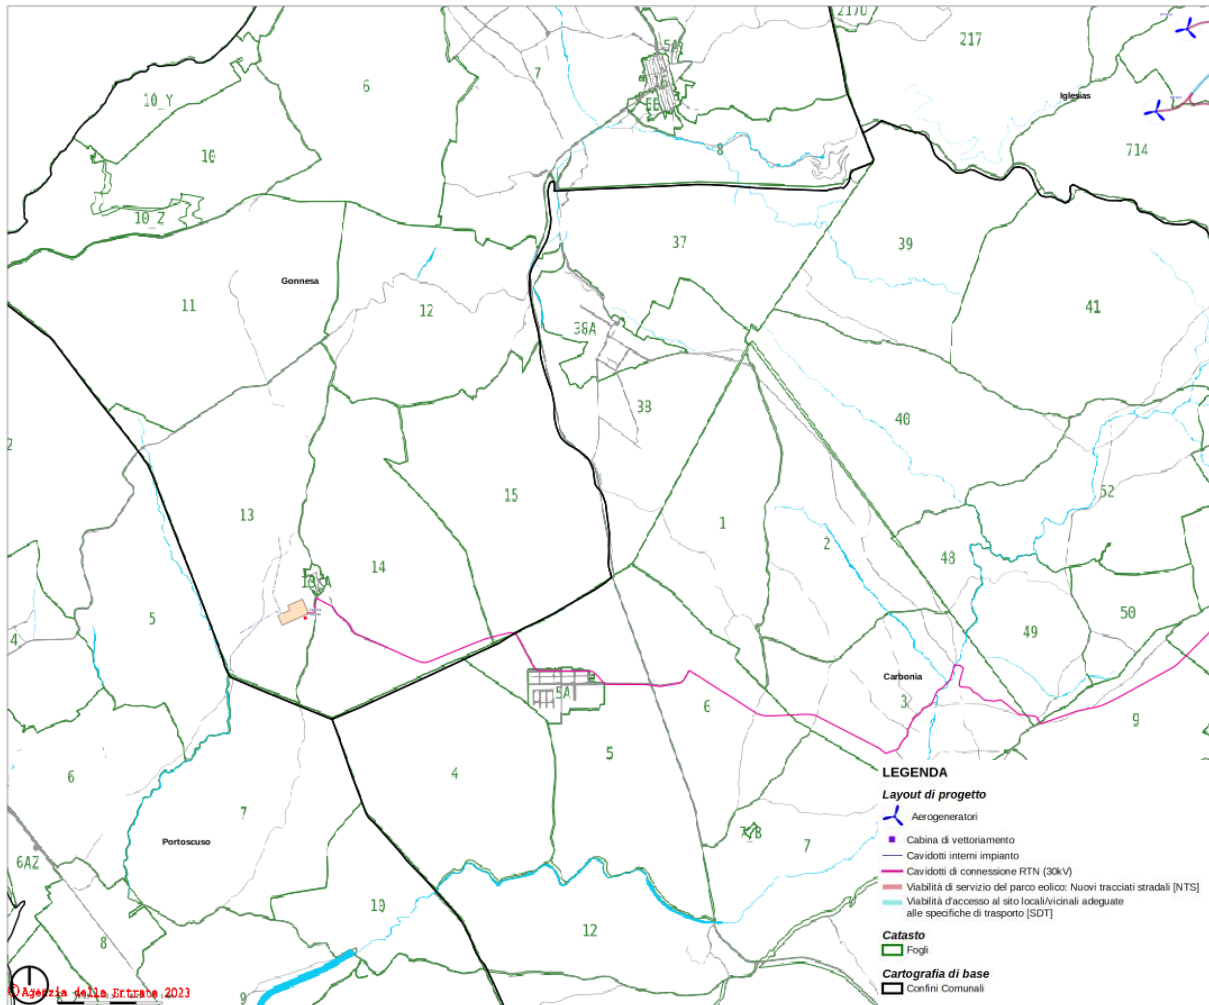 217U
217
5A
7
6
10_Y
5B
Iglesias
8
714
10
10_Z
37
39
Gonnesa
11
12
41
38A
38
40
52
15
13
1
2
14
48
13_A
5
4
50
49
Carbonia
5A
3
6
9
5
4
6
7
7_B
7
Portoscuso
6AZ
10
12
8
9
LEGENDA
Layout di progetto
Aerogeneratori
Cabina di vettoriamento
Cavidotti interni impianto
Cavidotti di connessione RTN (30kV)
Viabilità di servizio del parco eolico: Nuovi tracciati stradali [NTS]
Viabilità d'accesso al sito locali/vicinali adeguate
alle specifiche di trasporto [SDT]
Catasto
Fogli
Cartografia di base
Confini Comunali
© Agenzia delle Entrate 2023